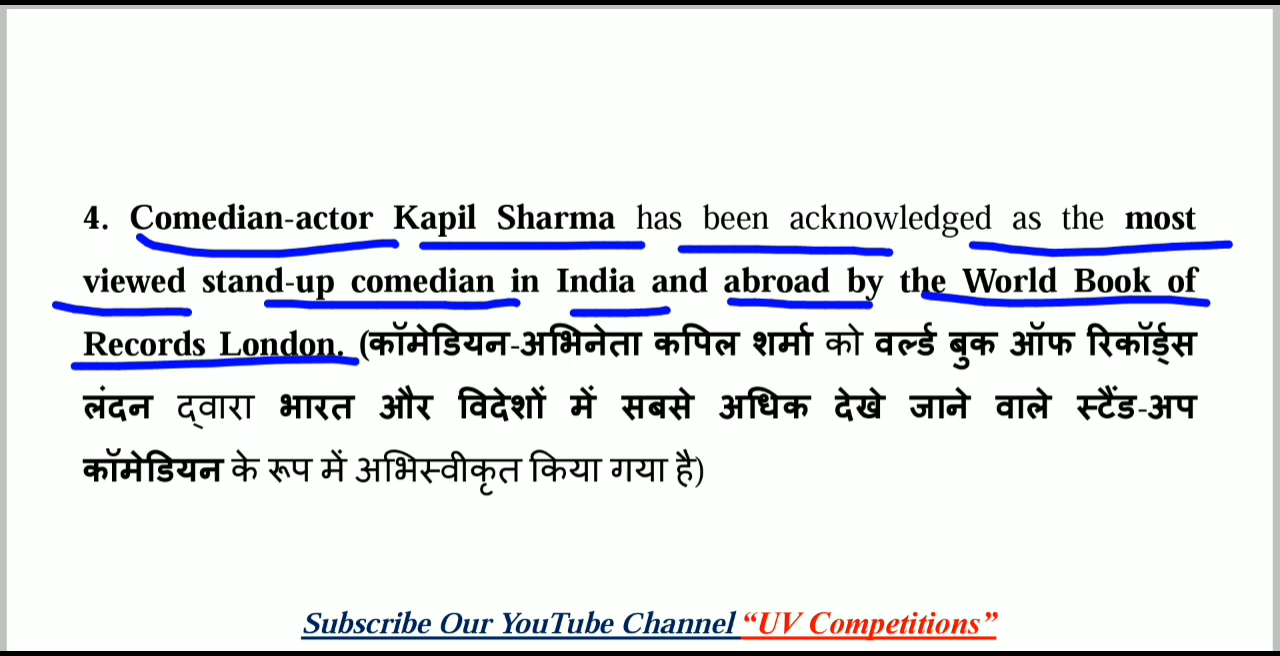 4. Comedian-actor Kapil Sharma has been acknowledged as the most
viewed stand-up comedian in India and abroad by the World Book of
Records London. (कॉमेडियन-अभिनेता कपिल शर्मा को वर्ल्ड बुक ऑफ रिकॉर्ड्स
लंदन द्वारा भारत और विदेशों में सबसे अधिक देखे जाने वाले स्टैंड-अप
कॉमेडियन के रूप में अभिस्वीकृत किया गया है)
Subscribe Our YouTube Channel “UV Competitions”